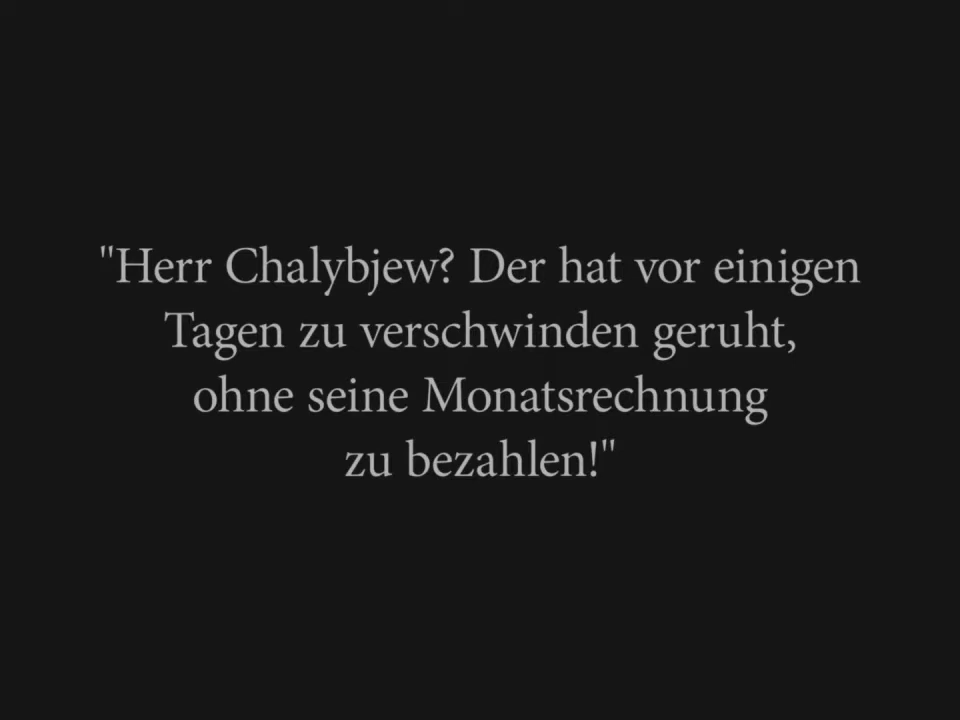 "Herr Chalybjew? Der hat vor einigen
Tagen zu verschwinden geruht,
ohne seine Monatsrechnung
zu bezahlen!"